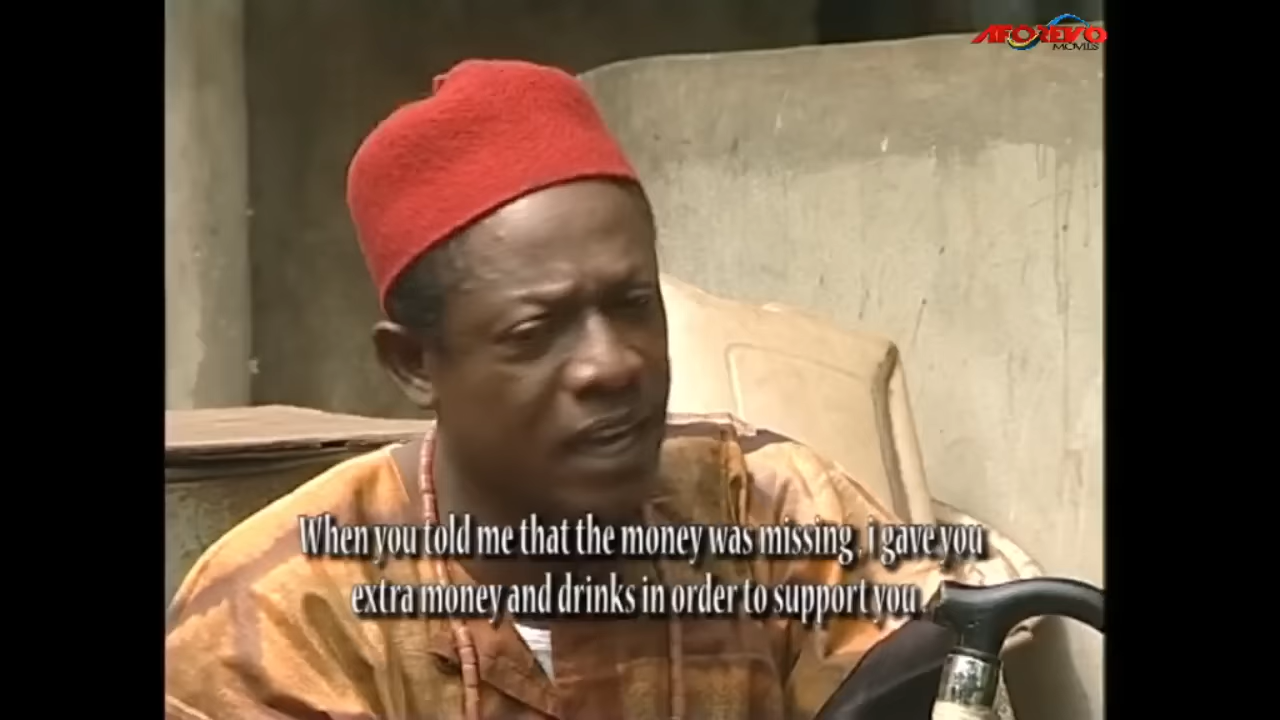 AFOREVO
MOVIES
When you told me that the money was missing , i gave you
extra money and drinks in order to support you .